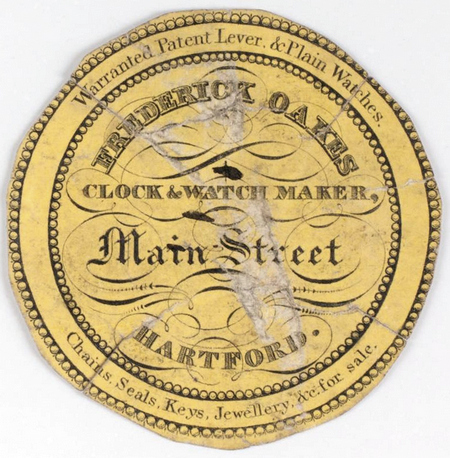 Warranted Patent Lever, & Plain Watches.
FREDERICK OAKES
CLOCK & WATCH MAKER,
Main Street
HARTFORD.
Chains, Seals, Keys, Jewellery, &c. for sale.